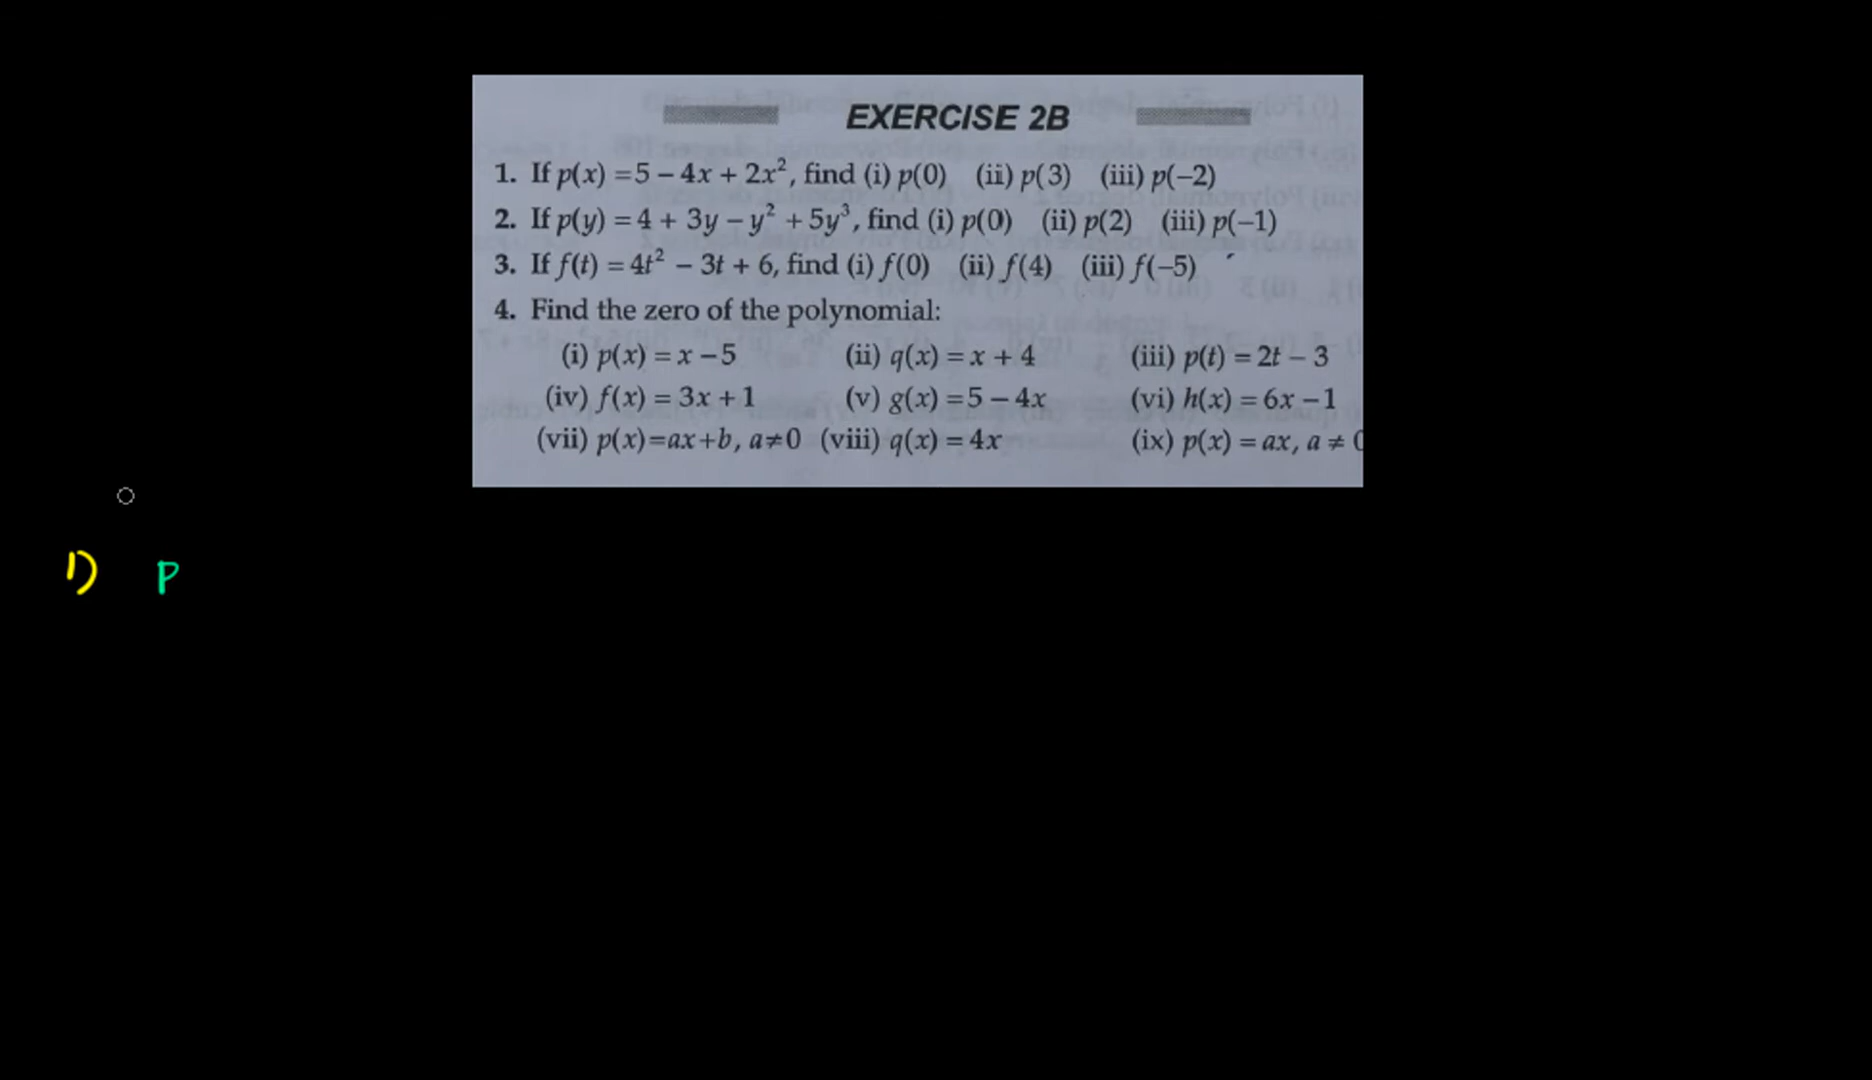 EXERCISE 2B
1. If p(x) = 5 – 4x + 2x², find (i) p(0) (ii) p(3) (iii) p(–2)
2. If p(y) = 4 + 3y – y² + 5y³, find (i) p(0) (ii) p(2) (iii) p(–1)
3. If f(t) = 4t² – 3t + 6, find (i) f(0) (ii) f(4) (iii) f(–5)
4. Find the zero of the polynomial:
(i) p(x) = x – 5 (ii) q(x) = x + 4 (iii) p(t) = 2t – 3
(iv) f(x) = 3x + 1 (v) g(x) = 5 – 4x (vi) h(x) = 6x – 1
(vii) p(x) = ax + b, a ≠ 0 (viii) q(x) = 4x (ix) p(x) = ax, a ≠ 0
1) P